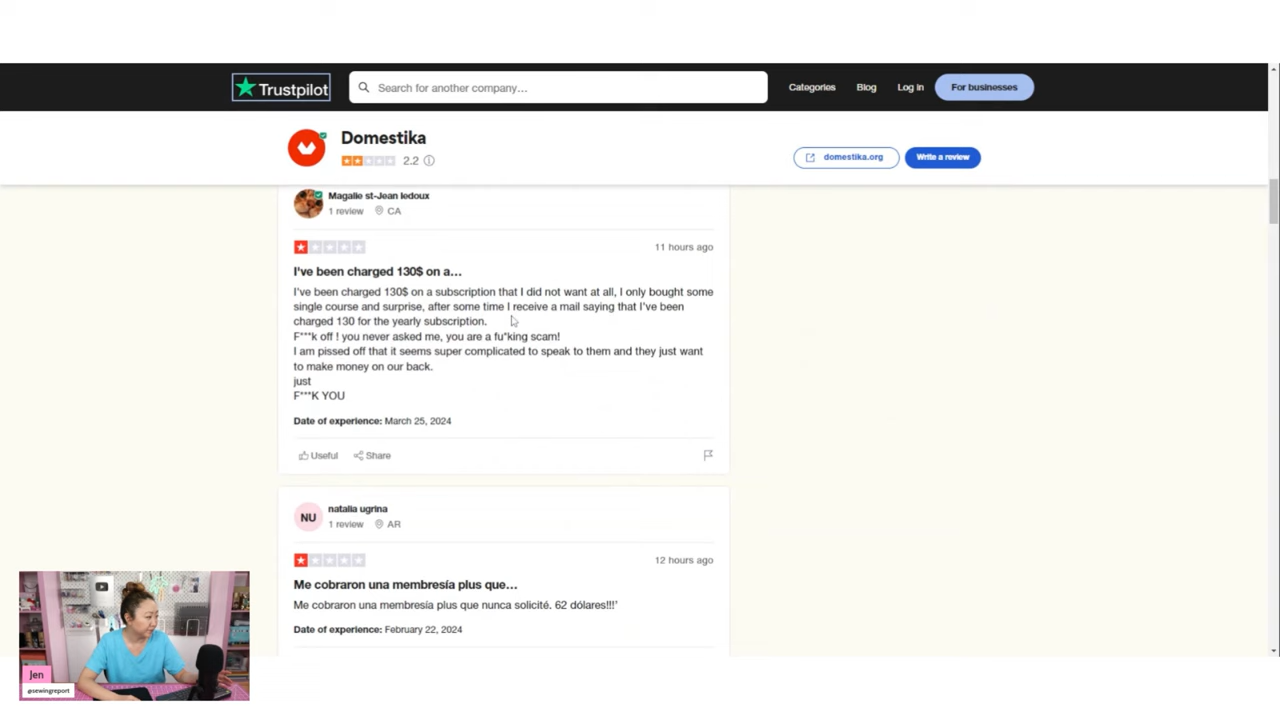 Trustpilot
Search for another company...
Categories
Blog
Log in
For businesses
Domestika
2.2
domestika.org
Write a review
Magalie st-Jean ledoux
1 review CA
11 hours ago
I've been charged 130$ on a...
I've been charged 130$ on a subscription that I did not want at all, I only bought some
single course and surprise, after some time I receive a mail saying that I've been
charged 130 for the yearly subscription.
F***k off ! you never asked me, you are a fu*king scam!
I am pissed off that it seems super complicated to speak to them and they just want
to make money on our back.
just
F***K YOU
Date of experience: March 25, 2024
Useful Share
NU
natalia ugrina
1 review AR
12 hours ago
Me cobraron una membresía plus que...
Me cobraron una membresía plus que nunca solicité. 62 dólares!!!'
Date of experience: February 22, 2024
Jen
@sewingreport